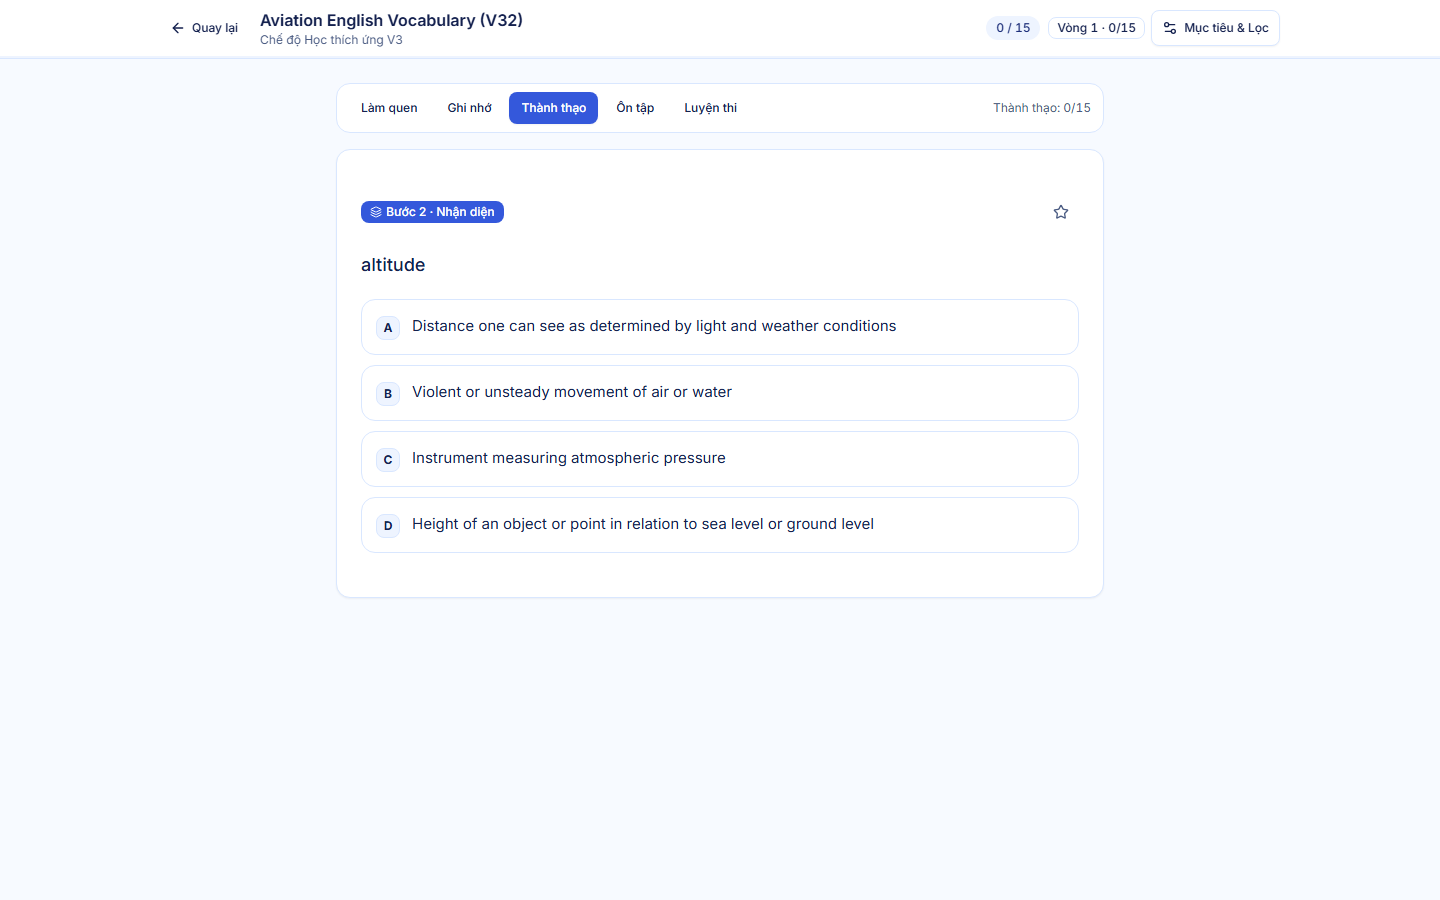 Quay lại
Aviation English Vocabulary (V32)
Chế độ Học thích ứng V3
0 / 15
Vòng 1 · 0/15
Mục tiêu & Lọc
Làm quen
Ghi nhớ
Thành thạo
Ôn tập
Luyện thi
Thành thạo: 0/15
Bước 2 · Nhận diện
altitude
A Distance one can see as determined by light and weather conditions
B Violent or unsteady movement of air or water
C Instrument measuring atmospheric pressure
D Height of an object or point in relation to sea level or ground level